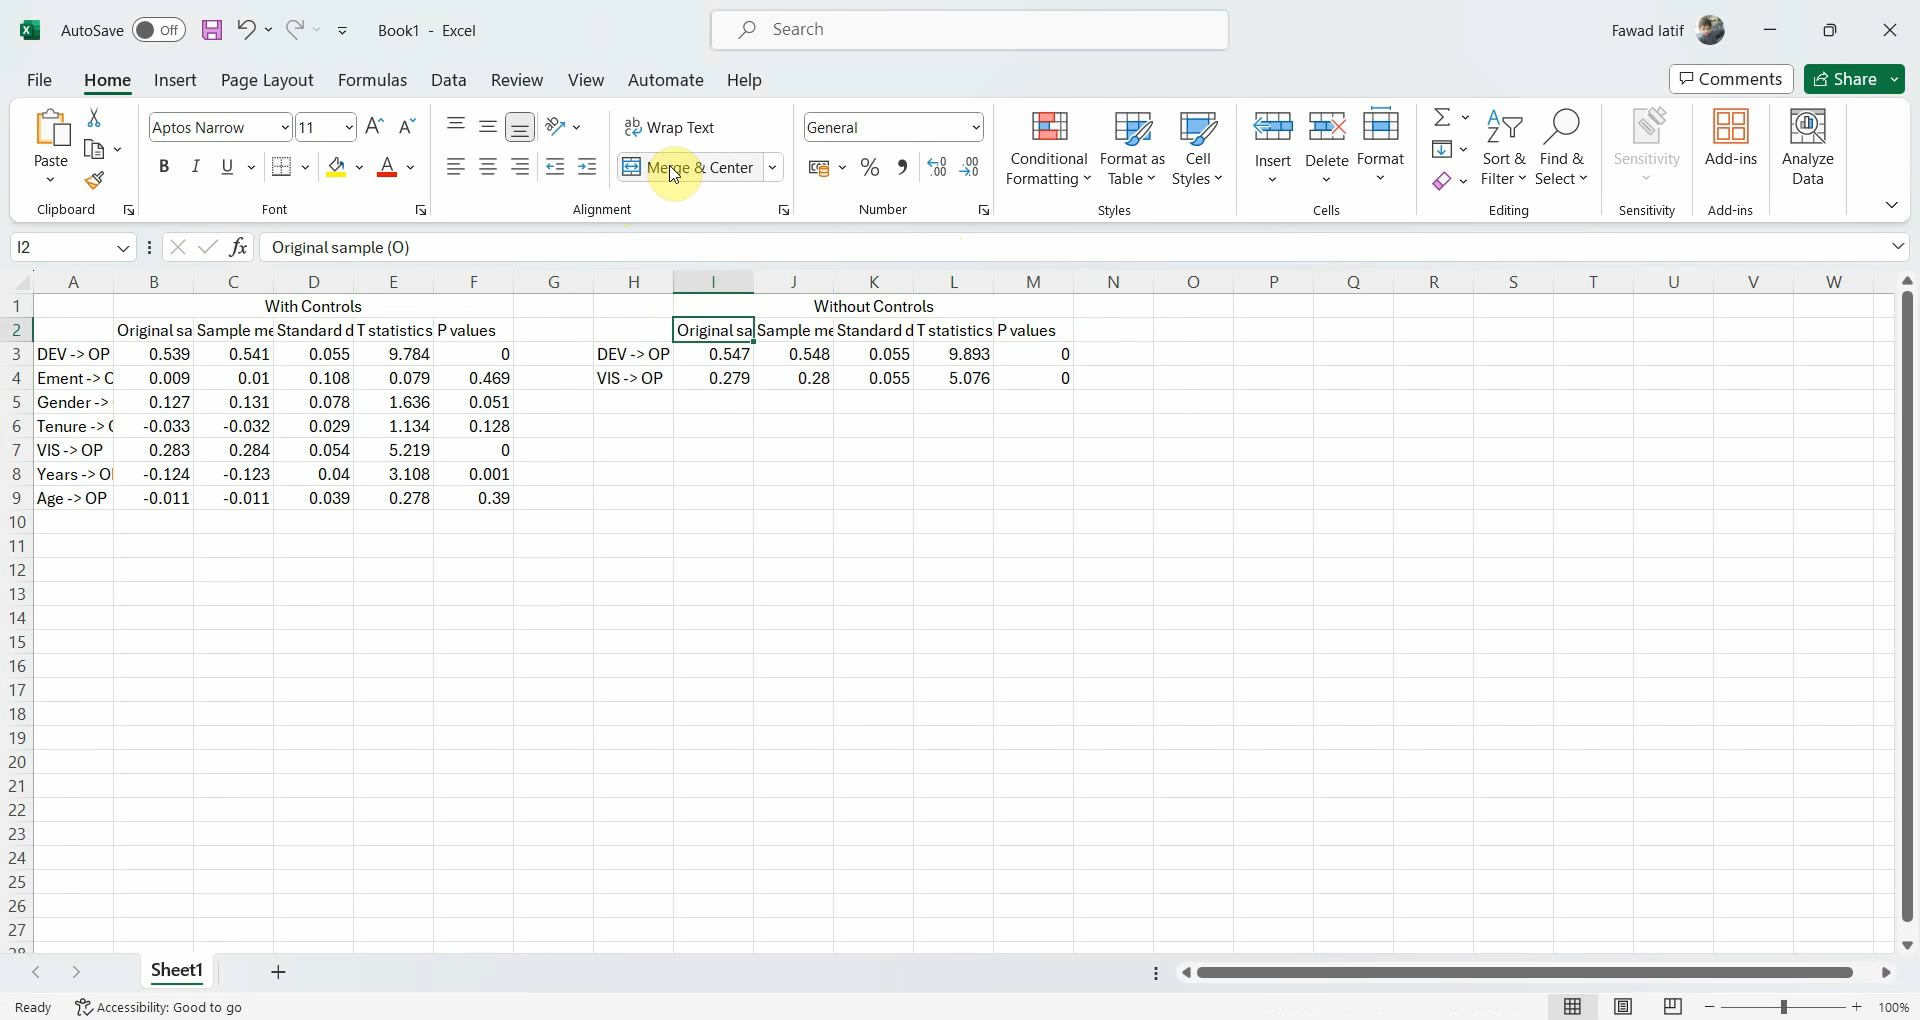 AutoSave Off Book1 - Excel Search Fawad latif
File Home Insert Page Layout Formulas Data Review View Automate Help Comments Share
Paste Aptos Narrow 11 Wrap Text General Conditional Formatting Format as Table Cell Styles Insert Delete Format Sort & Filter Find & Select Sensitivity Add-ins Analyze Data
B I U A Merge & Center % ,
Clipboard Font Alignment Number Styles Cells Editing Sensitivity Add-ins
I2 fx Original sample (O)
A B C D E F G H I J K L M N O P Q R S T U V W
1 With Controls Without Controls
2 Original sa Sample me Standard d T statistics P values Original sa Sample me Standard d T statistics P values
3 DEV -> OP 0.539 0.541 0.055 9.784 0 DEV -> OP 0.547 0.548 0.055 9.893 0
4 Ement -> O 0.009 0.01 0.108 0.079 0.469 VIS -> OP 0.279 0.28 0.055 5.076 0
5 Gender -> 0.127 0.131 0.078 1.636 0.051
6 Tenure -> O -0.033 -0.032 0.029 1.134 0.128
7 VIS -> OP 0.283 0.284 0.054 5.219 0
8 Years -> OP -0.124 -0.123 0.04 3.108 0.001
9 Age -> OP -0.011 -0.011 0.039 0.278 0.39
10
11
12
13
14
15
16
17
18
19
20
21
22
23
24
25
26
27
28
Sheet1
Ready Accessibility: Good to go 100%